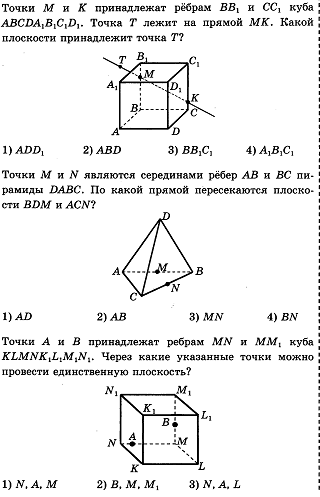 Точки M и K принадлежат рёбрам BB₁ и CC₁ куба
ABCDA₁B₁C₁D₁. Точка T лежит на прямой MK. Какой
плоскости принадлежит точка T?
T
B₁
C₁
M
A₁
D₁
K
B
C
A
D
1) ADD₁ 2) ABD 3) BB₁C₁ 4) A₁B₁C₁
Точки M и N являются серединами рёбер AB и BC пи-
рамиды DABC. По какой прямой пересекаются плоско-
сти BDM и ACN?
D
A
M
B
N
C
1) AD 2) AB 3) MN 4) BN
Точки A и B принадлежат ребрам MN и MM₁ куба
KLMNK₁L₁M₁N₁. Через какие указанные точки можно
провести единственную плоскость?
N₁
M₁
K₁
L₁
B
N
A
M
K
L
1) N, A, M 2) B, M, M₁ 3) N, A, L